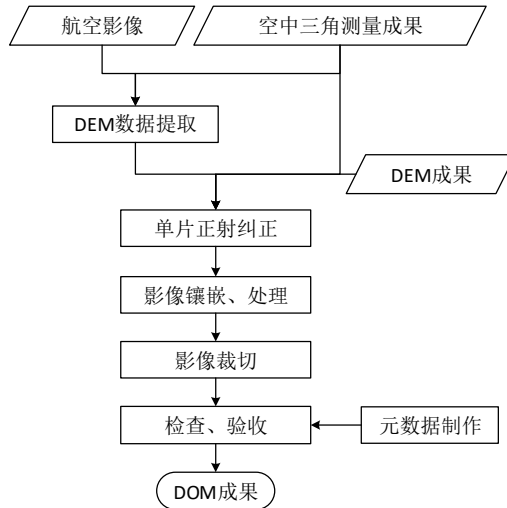 航空影像
空中三角测量成果
DEM数据提取
DEM成果
单片正射纠正
影像镶嵌、处理
影像裁切
检查、验收
元数据制作
DOM成果